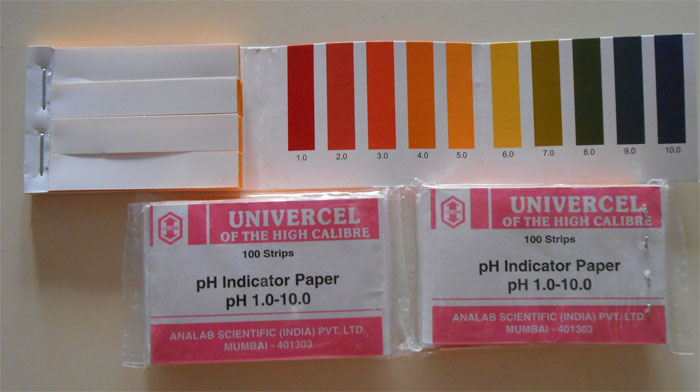 1.0 2.0 3.0 4.0 5.0 6.0 7.0 8.0 9.0 10.0
UNIVERCEL
OF THE HIGH CALIBRE
100 Strips
pH Indicator Paper
pH 1.0-10.0
ANALAB SCIENTIFIC (INDIA) PVT. LTD.
MUMBAI - 401303
UNIVERCEL
OF THE HIGH CALIBRE
100 Strips
pH Indicator Paper
pH 1.0-10.0
ANALAB SCIENTIFIC (INDIA) PVT. LTD.
MUMBAI - 401303